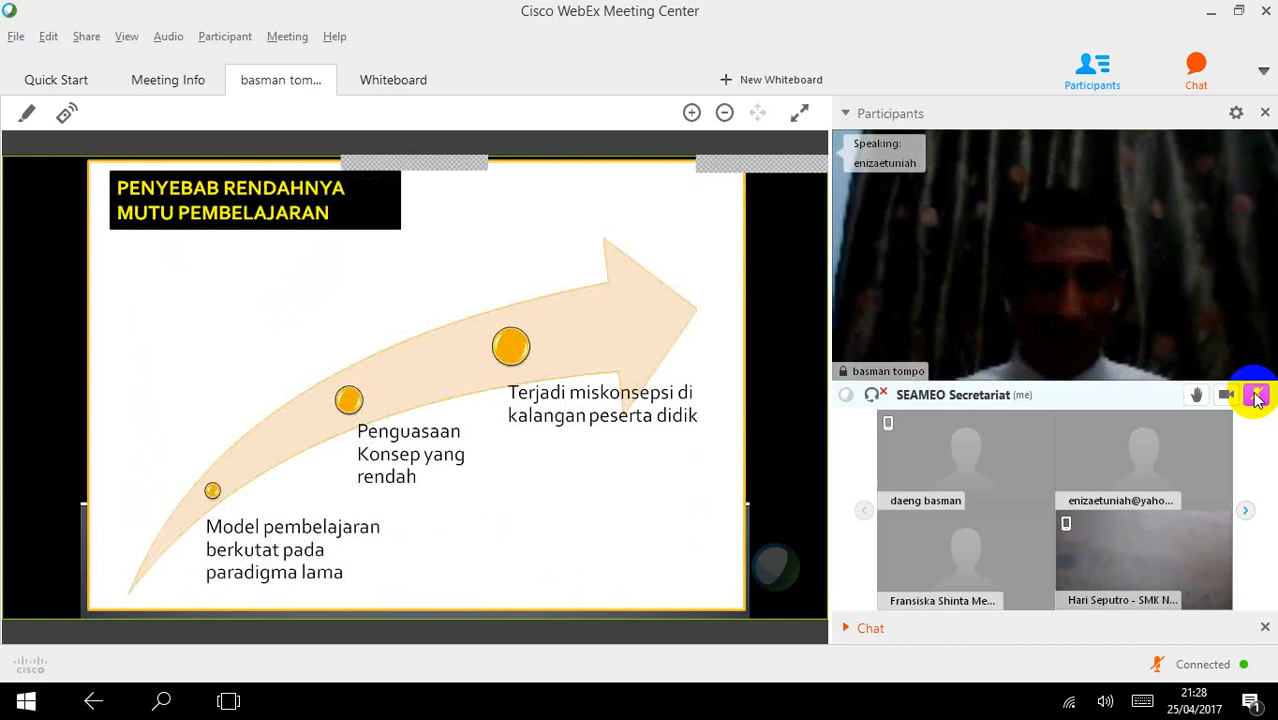 Cisco WebEx Meeting Center
File Edit Share View Audio Participant Meeting Help
Quick Start Meeting Info basman tom... Whiteboard + New Whiteboard
Participants Chat
Participants
Speaking:
enizaetuniah
PENYEBAB RENDAHNYA
MUTU PEMBELAJARAN
Terjadi miskonsepsi di
kalangan peserta didik
Penguasaan
Konsep yang
rendah
Model pembelajaran
berkutat pada
paradigma lama
basman tompo
SEAMEO Secretariat (me)
daeng basman
enizaetuniah@yaho...
Fransiska Shinta Me...
Hari Seputro - SMK N...
Chat
cisco
Connected
21:28
25/04/2017
1